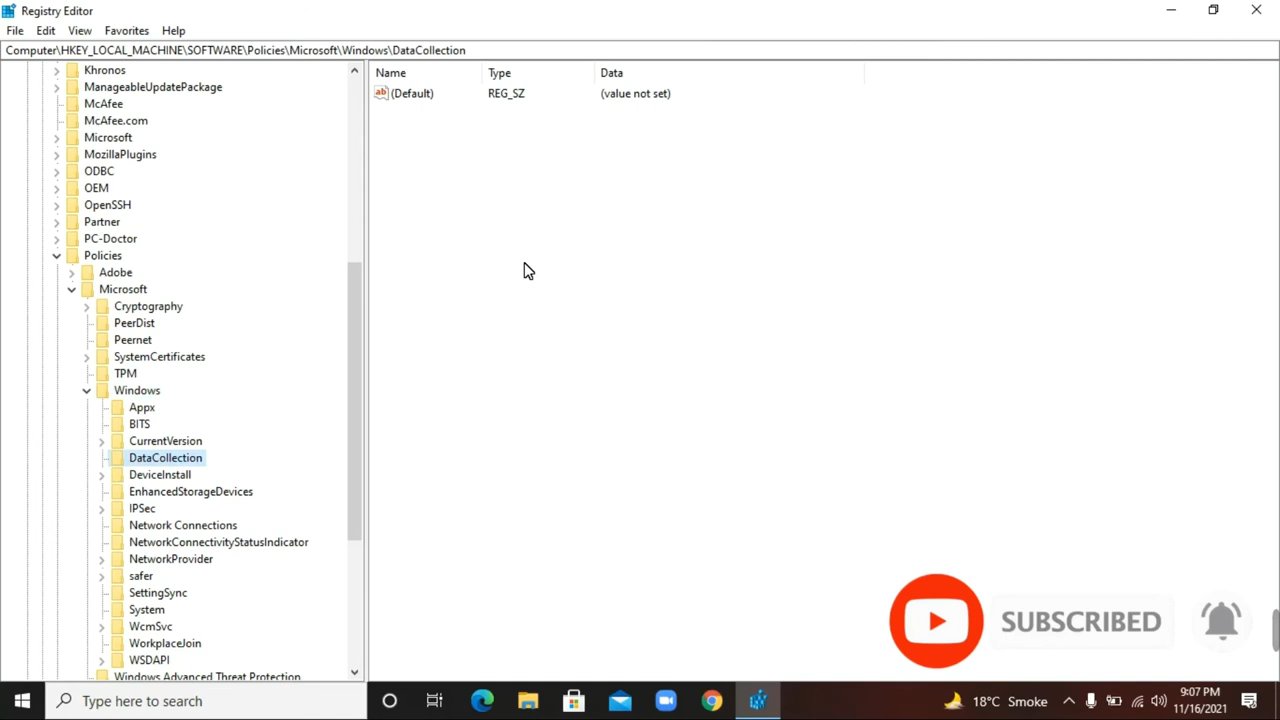 Registry Editor
File Edit View Favorites Help
Computer\HKEY_LOCAL_MACHINE\SOFTWARE\Policies\Microsoft\Windows\DataCollection
Khronos
ManageableUpdatePackage
McAfee
McAfee.com
Microsoft
MozillaPlugins
ODBC
OEM
OpenSSH
Partner
PC-Doctor
Policies
Adobe
Microsoft
Cryptography
PeerDist
Peernet
SystemCertificates
TPM
Windows
Appx
BITS
CurrentVersion
DataCollection
DeviceInstall
EnhancedStorageDevices
IPSec
Network Connections
NetworkConnectivityStatusIndicator
NetworkProvider
safer
SettingSync
System
WcmSvc
WorkplaceJoin
WSDAPI
Windows Advanced Threat Protection
Name Type Data
ab (Default) REG_SZ (value not set)
SUBSCRIBED
Type here to search
18°C Smoke
9:07 PM
11/16/2021